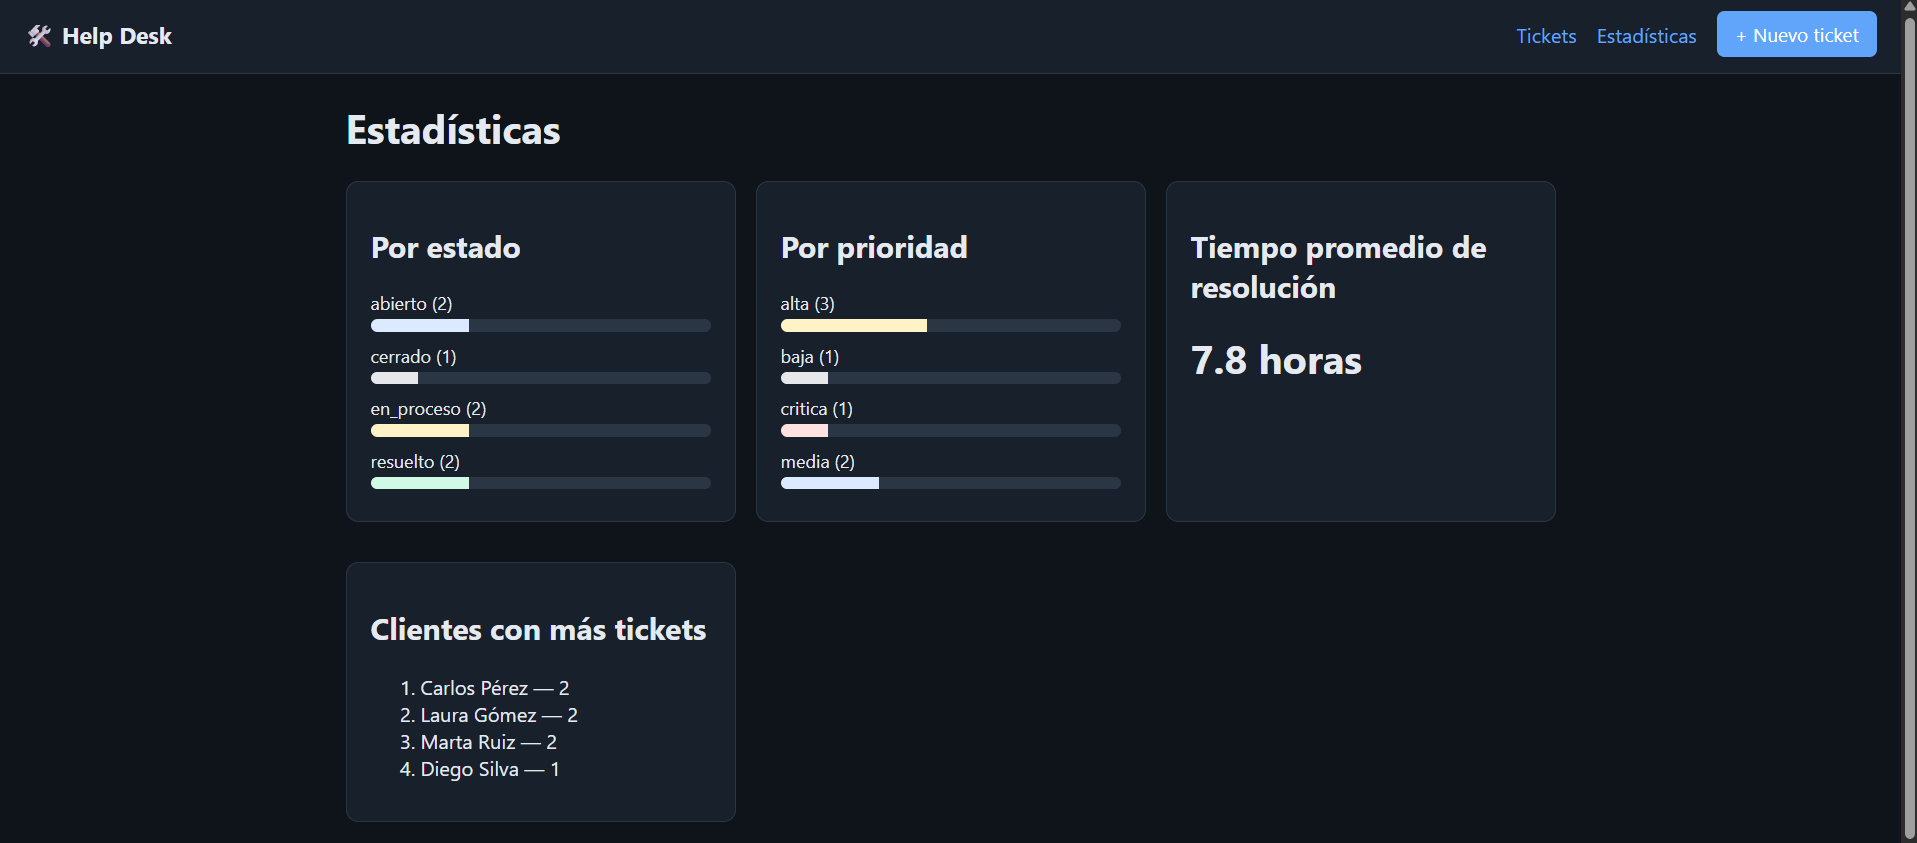 Help Desk
Tickets
Estadísticas
+ Nuevo ticket
Estadísticas
Por estado
abierto (2)
cerrado (1)
en_proceso (2)
resuelto (2)
Por prioridad
alta (3)
baja (1)
critica (1)
media (2)
Tiempo promedio de
resolución
7.8 horas
Clientes con más tickets
1. Carlos Pérez — 2
2. Laura Gómez — 2
3. Marta Ruiz — 2
4. Diego Silva — 1